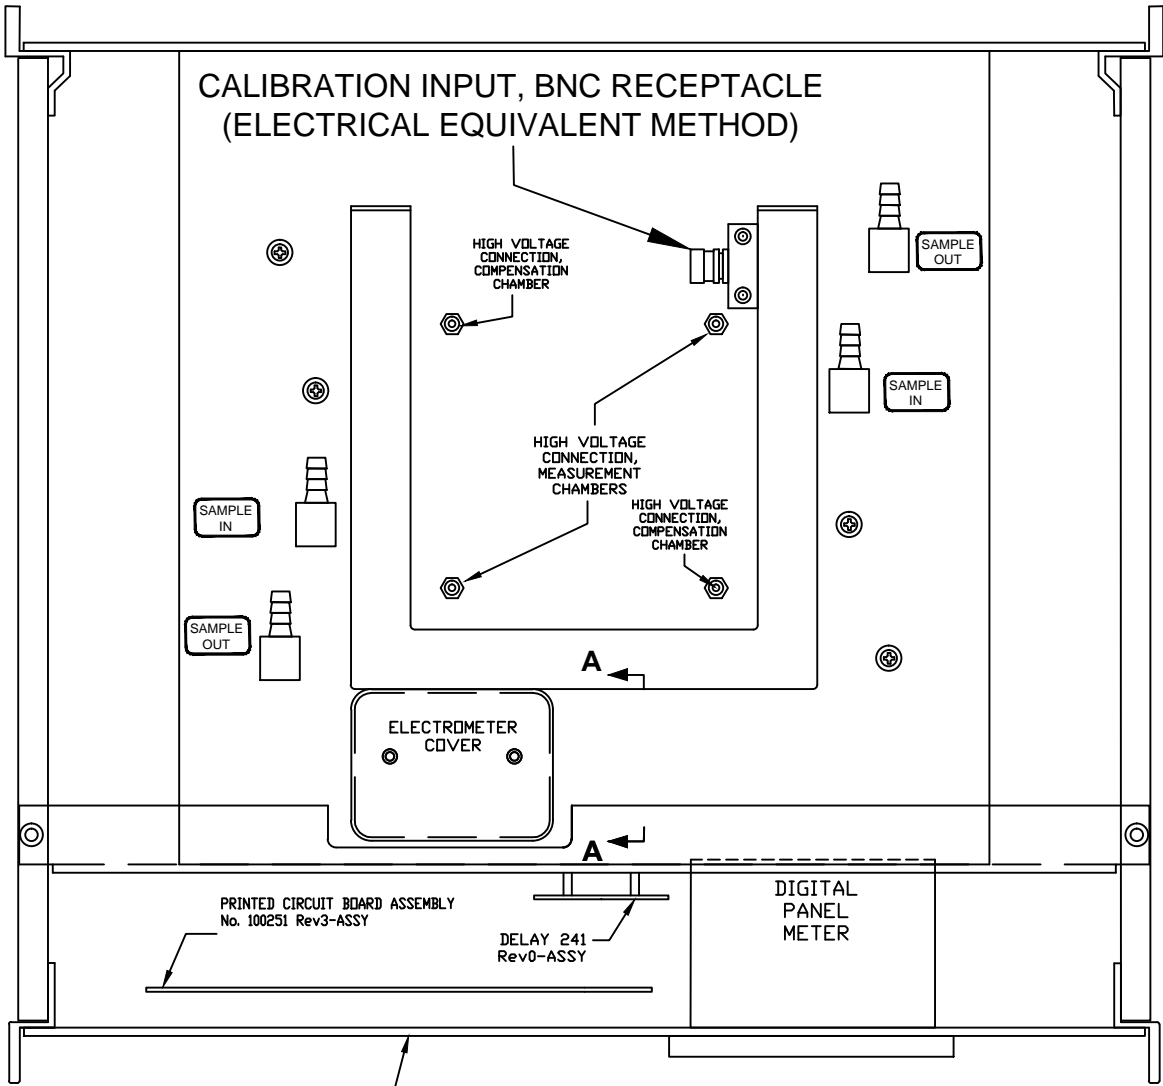 CALIBRATION INPUT, BNC RECEPTACLE
(ELECTRICAL EQUIVALENT METHOD)
HIGH VOLTAGE
CONNECTION,
COMPENSATION
CHAMBER
SAMPLE
OUT
SAMPLE
IN
HIGH VOLTAGE
CONNECTION,
MEASUREMENT
CHAMBERS
HIGH VOLTAGE
CONNECTION,
COMPENSATION
CHAMBER
SAMPLE
IN
SAMPLE
OUT
A
ELECTROMETER
COVER
A
PRINTED CIRCUIT BOARD ASSEMBLY
No. 100251 Rev3-ASSY
DELAY 241
Rev0-ASSY
DIGITAL
PANEL
METER